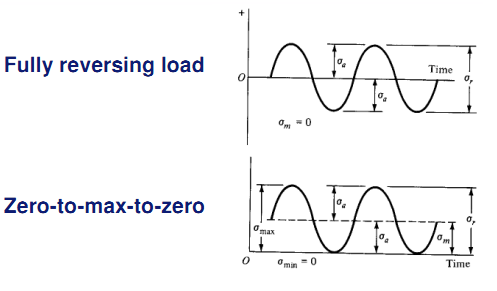 Fully reversing load
+
O
σa
σa
Time
σr
σm = 0
Zero-to-max-to-zero
σmax
σa
σa
σm
σr
O
σmin = 0
Time